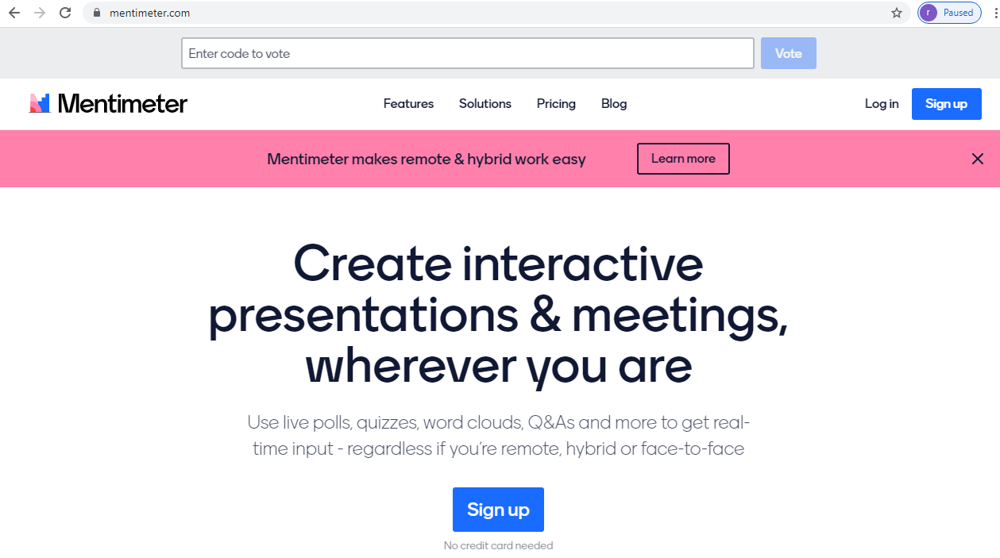 mentimeter.com
r
Paused
Enter code to vote
Vote
Mentimeter
Features
Solutions
Pricing
Blog
Log in
Sign up
Mentimeter makes remote & hybrid work easy
Learn more
Create interactive
presentations & meetings,
wherever you are
Use live polls, quizzes, word clouds, Q&As and more to get real-
time input - regardless if you're remote, hybrid or face-to-face
Sign up
No credit card needed